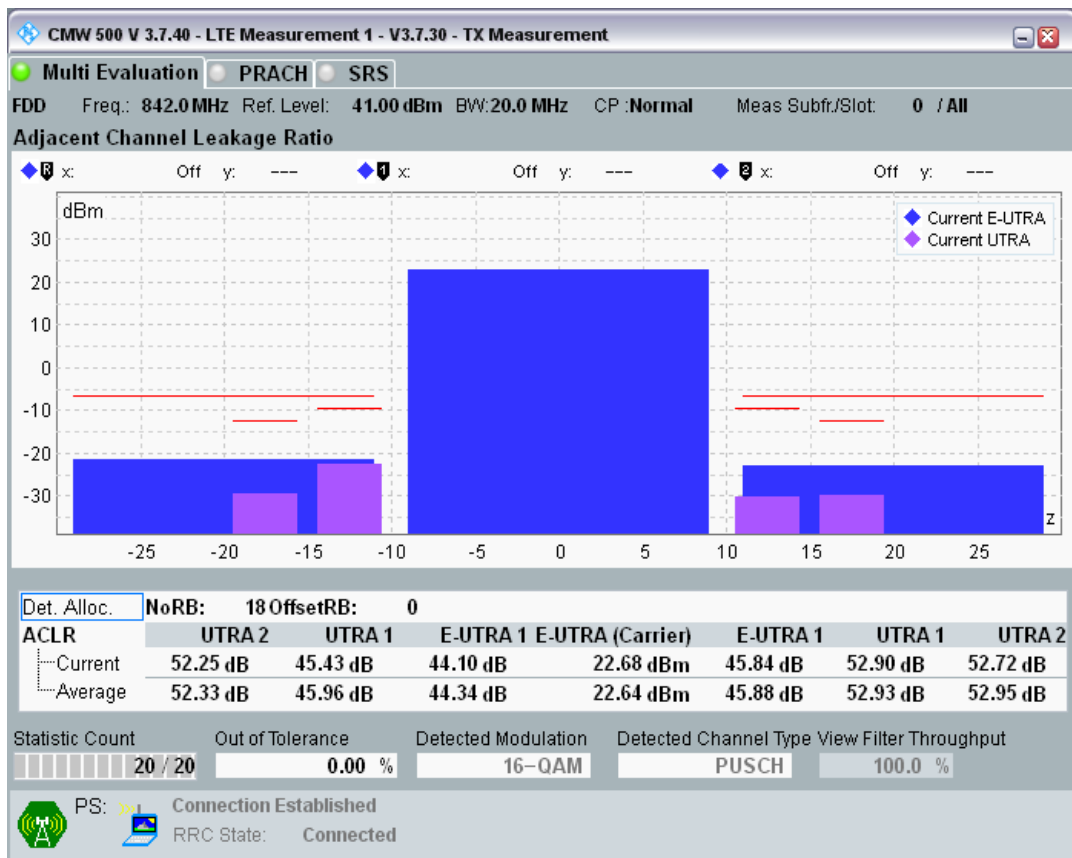 CMW 500 V 3.7.40 - LTE Measurement 1 - V3.7.30 - TX Measurement
Multi Evaluation PRACH SRS
FDD Freq.: 842.0 MHz Ref. Level: 41.00 dBm BW:20.0 MHz CP :Normal Meas Subfr./Slot: 0 / All
Adjacent Channel Leakage Ratio
R x: Off y: --- 1 x: Off y: --- 2 x: Off y: ---
dBm
Current E-UTRA
Current UTRA
30
20
10
0
-10
-20
-30
z
-25 -20 -15 -10 -5 0 5 10 15 20 25
Det. Alloc. NoRB: 18 OffsetRB: 0
ACLR UTRA 2 UTRA 1 E-UTRA 1 E-UTRA (Carrier) E-UTRA 1 UTRA 1 UTRA 2
Current 52.25 dB 45.43 dB 44.10 dB 22.68 dBm 45.84 dB 52.90 dB 52.72 dB
Average 52.33 dB 45.96 dB 44.34 dB 22.64 dBm 45.88 dB 52.93 dB 52.95 dB
Statistic Count Out of Tolerance Detected Modulation Detected Channel Type View Filter Throughput
20 / 20 0.00 % 16-QAM PUSCH 100.0 %
PS: Connection Established
RRC State: Connected